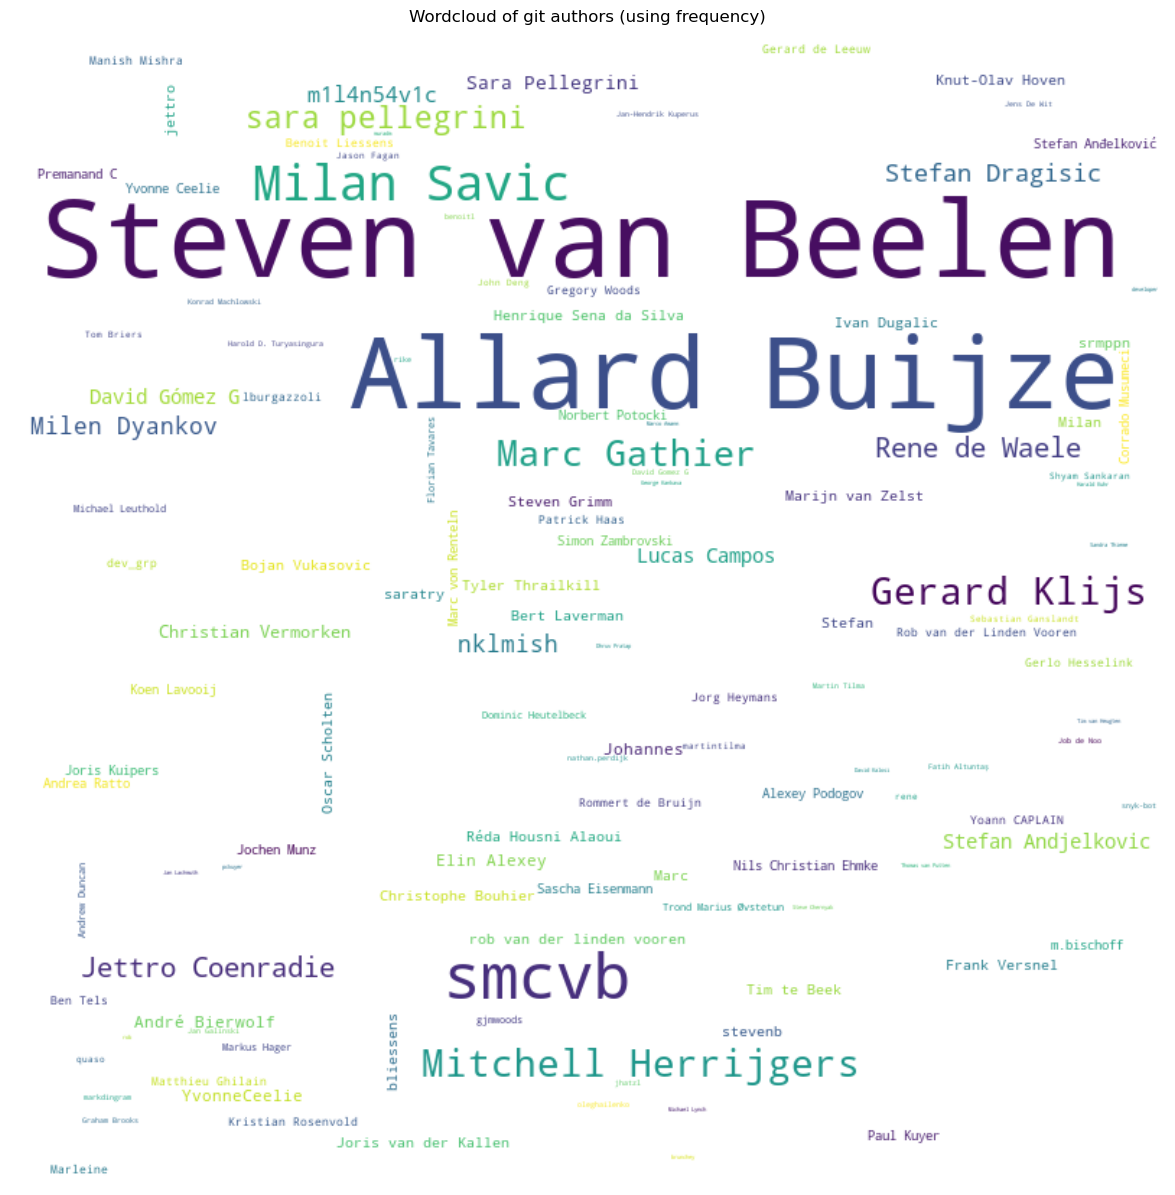 Wordcloud of git authors (using frequency)
Gerard de Leeuw
Manish Mishra
Sara Pellegrini
Knut-Olav Hoven
m1l4n54v1c
jettro
Jens De Wit
sara pellegrini
Jan-Hendrik Kuperus
Benoit Liessens
Stefan Anđelković
Jason Fagan
Premanand C
Yvonne Ceelie
Milan Savic
Stefan Dragisic
benoitl
Steven van Beelen
John Deng
Gregory Woods
developer
Konrad Machlowski
Henrique Sena da Silva
Ivan Dugalic
Tom Briers
Harold D. Turyasingura
srmppn
rike
Allard Buijze
David Gómez G
lburgazzoli
Corrado Musumeci
Norbert Potocki
Milan
Milen Dyankov
Florian Tavares
Marc Gathier
Rene de Waele
David Gomez G
Shyam Sankaran
Marijn van Zelst
Steven Grimm
Michael Leuthold
Patrick Haas
Simon Zambrovski
Marc von Renteln
Lucas Campos
dev_grp
Bojan Vukasovic
Tyler Thrailkill
saratry
Gerard Klijs
Bert Laverman
Sebastian Ganslandt
Stefan
Christian Vermorken
Rob van der Linden Vooren
nklmish
Gerlo Hesselink
Koen Lavooij
Martin Tilma
Jorg Heymans
Dominic Heutelbeck
Oscar Scholten
Job de Noo
Johannes
martintilma
nathan.perdijk
Joris Kuipers
Fatih Altuntaş
Andrea Ratto
Alexey Podogov
rene
Rommert de Bruijn
snyk-bot
Yoann CAPLAIN
Réda Housni Alaoui
Stefan Andjelkovic
Jochen Munz
Elin Alexey
Nils Christian Ehmke
Marc
Sascha Eisenmann
Andrew Duncan
Christophe Bouhier
Trond Marius Øvstetun
rob van der linden vooren
m.bischoff
Jettro Coenradie
Frank Versnel
smcvb
Tim te Beek
Ben Tels
gjmwoods
André Bierwolf
Jan Galinski
stevenb
Markus Hager
bliessens
quaso
Mitchell Herrijgers
Matthieu Ghilain
jhatzl
YvonneCeelie
markdingram
oleghailenko
Michael Lynch
Graham Brooks
Kristian Rosenvold
Paul Kuyer
Joris van der Kallen
Marleine